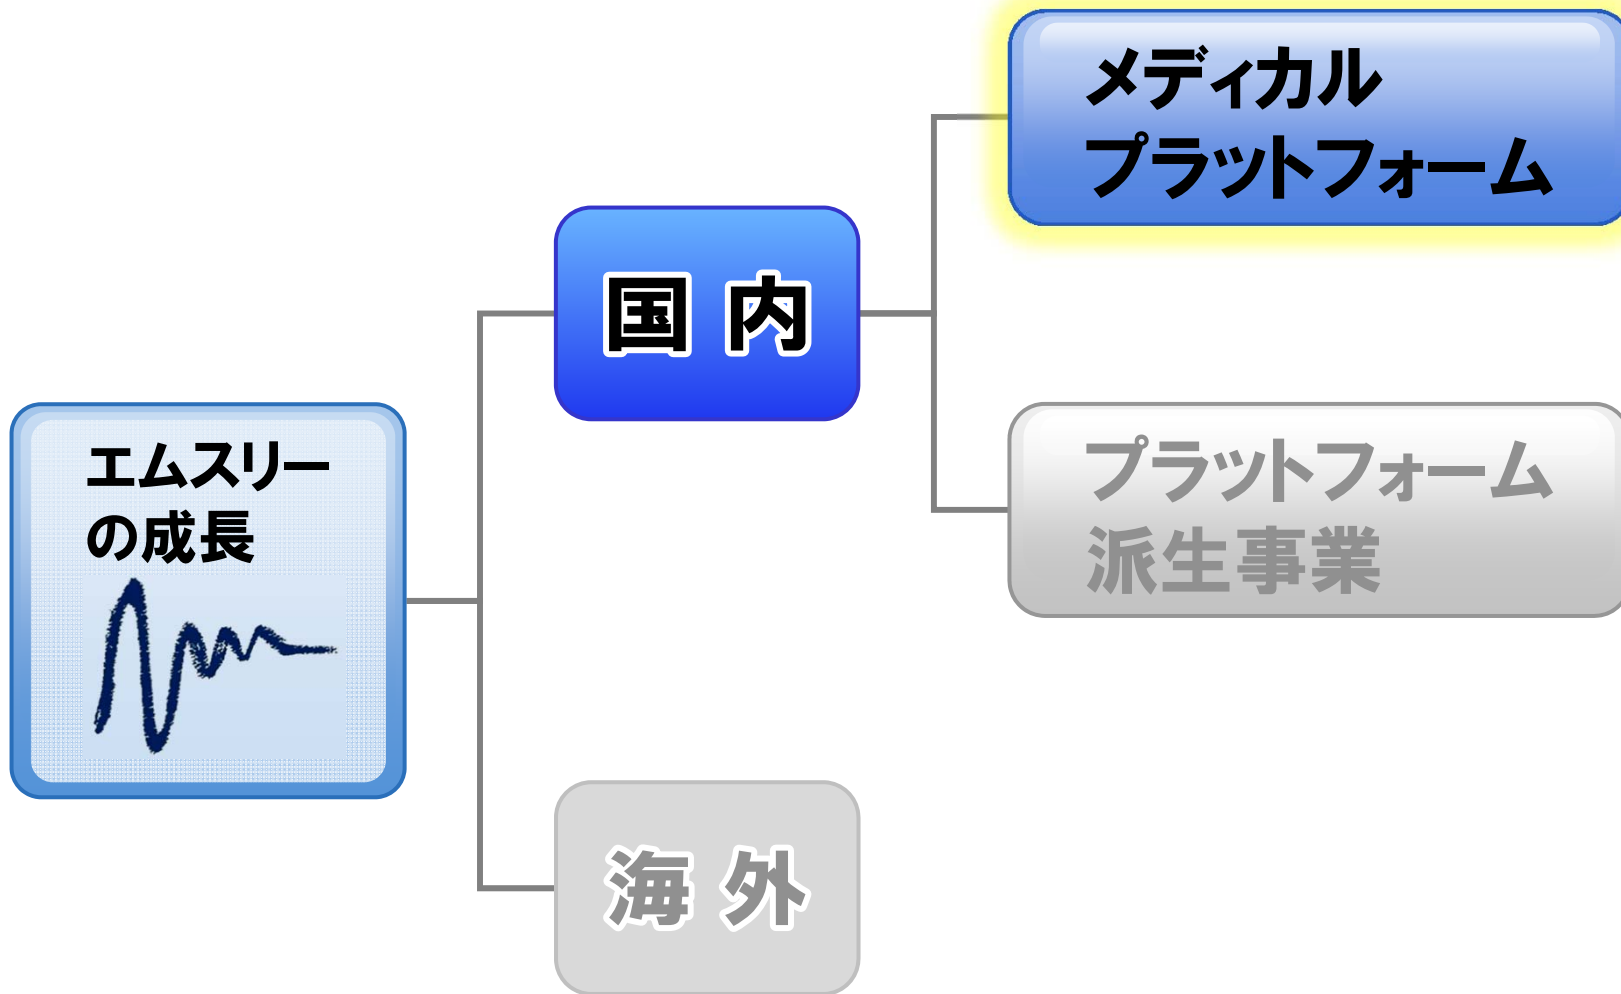 メディカル
プラットフォーム
国内
プラットフォーム
派生事業
エムスリー
の成長
海外